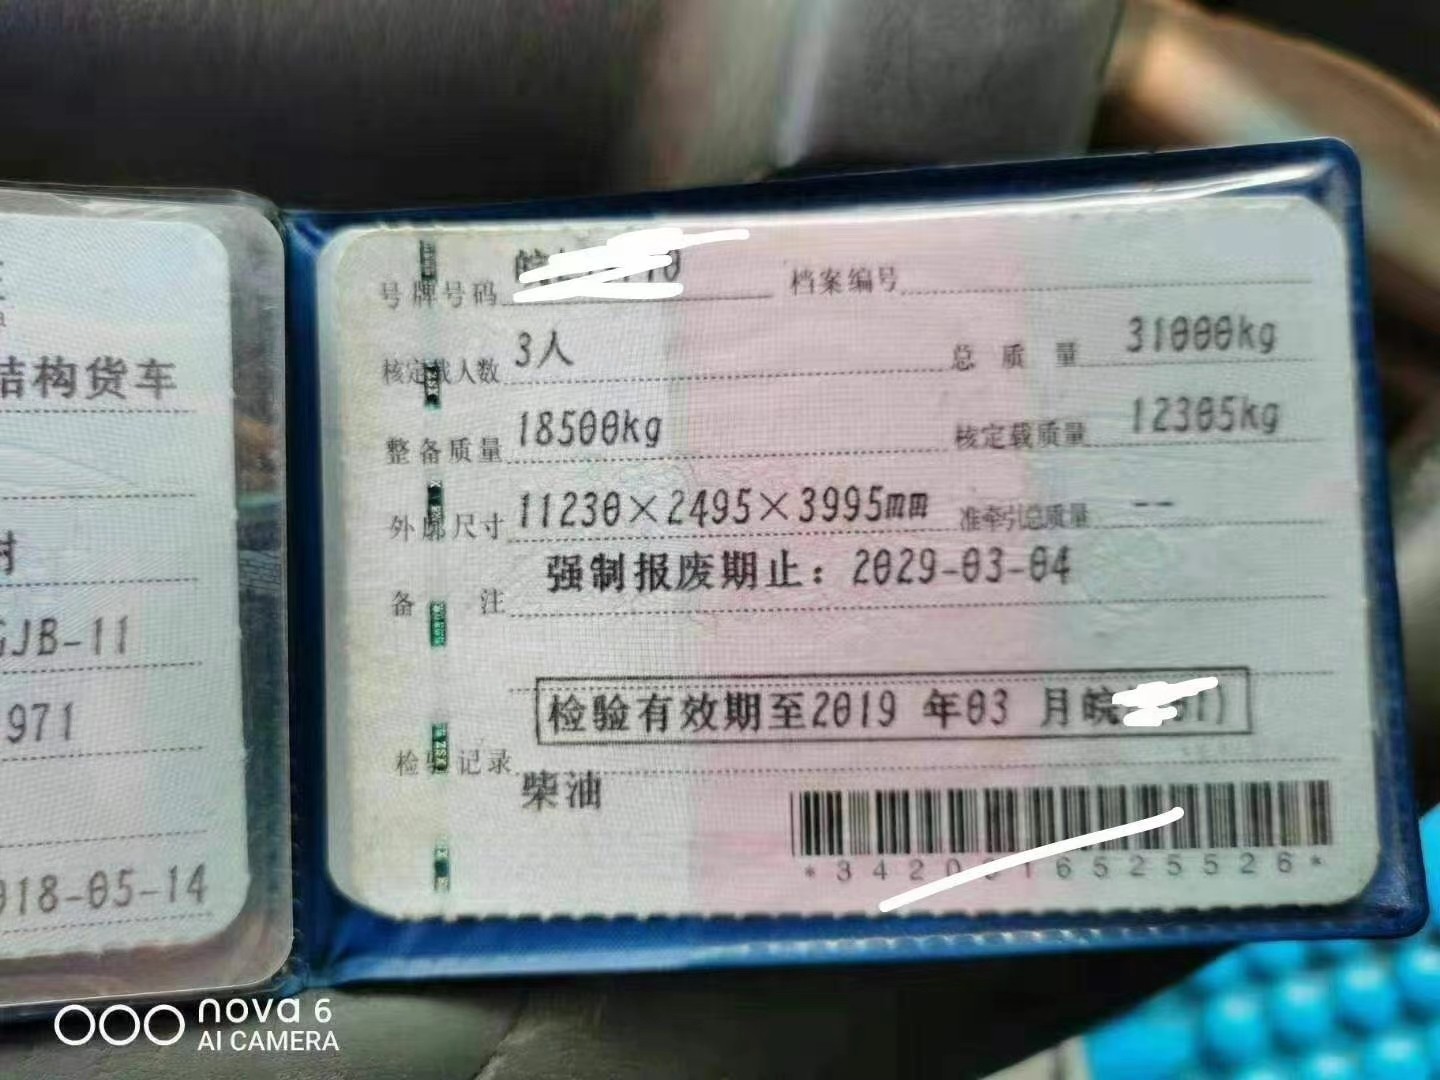 结构货车
GJB-11
971
018-05-14
号牌号码
档案编号
核定载人数 3人
总质量 31000kg
整备质量 18500kg
核定载质量 12305kg
外廓尺寸 11230×2495×3995mm
准牵引总质量 --
备注 强制报废期止：2029-03-04
检验有效期至2019 年03 月皖
检验记录
柴油
nova 6
AI CAMERA